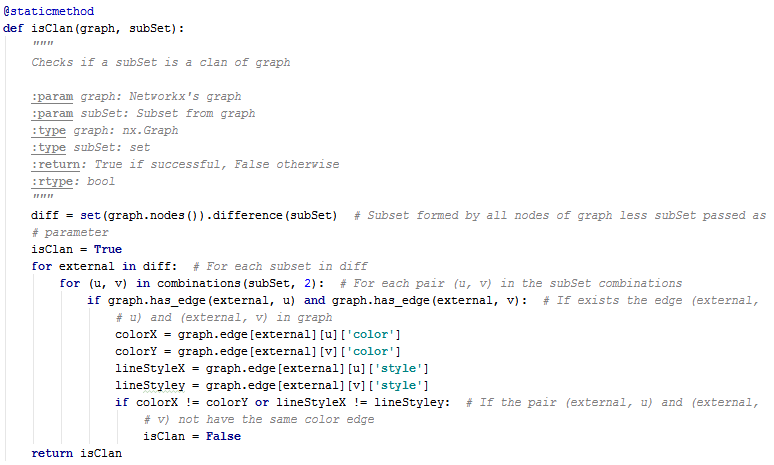 @staticmethod
def isClan(graph, subSet):
    """
    Checks if a subSet is a clan of graph

    :param graph: Networkx's graph
    :param subSet: Subset from graph
    :type graph: nx.Graph
    :type subSet: set
    :return: True if successful, False otherwise
    :rtype: bool
    """
    diff = set(graph.nodes()).difference(subSet)  # Subset formed by all nodes of graph less subSet passed as
    # parameter
    isClan = True
    for external in diff:  # For each subset in diff
        for (u, v) in combinations(subSet, 2):  # For each pair (u, v) in the subSet combinations
            if graph.has_edge(external, u) and graph.has_edge(external, v):  # If exists the edge (external,
                # u) and (external, v) in graph
                colorX = graph.edge[external][u]['color']
                colorY = graph.edge[external][v]['color']
                lineStyleX = graph.edge[external][u]['style']
                lineStyley = graph.edge[external][v]['style']
                if colorX != colorY or lineStyleX != lineStyley:  # If the pair (external, u) and (external,
                    # v) not have the same color edge
                    isClan = False
    return isClan